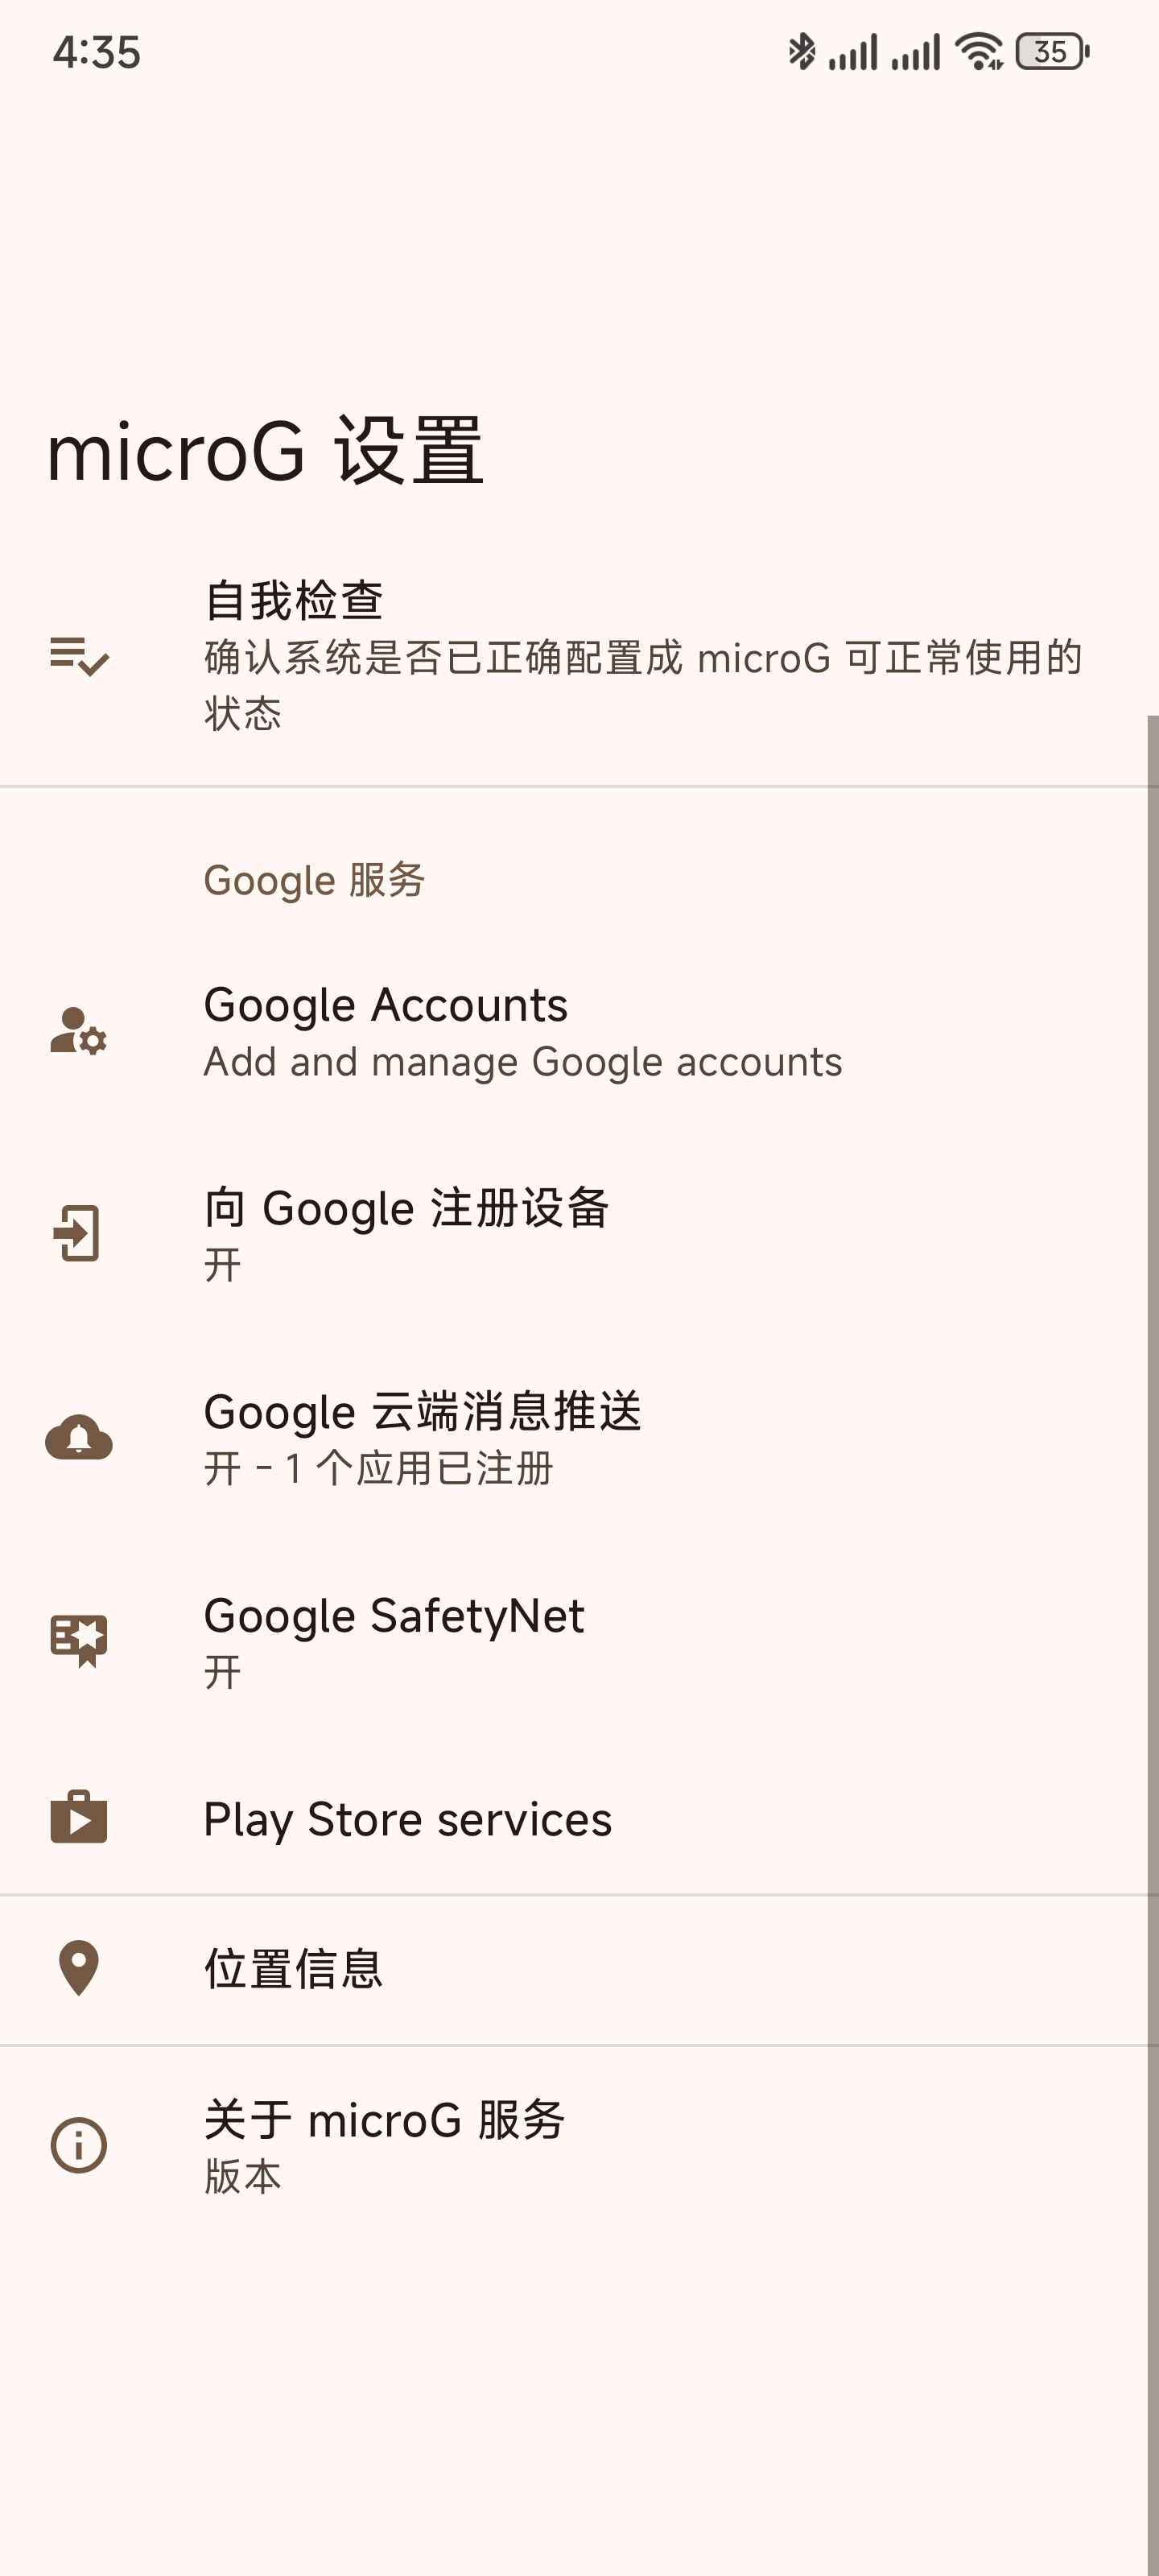 4:35
35
microG 设置
自我检查
确认系统是否已正确配置成 microG 可正常使用的
状态
Google 服务
Google Accounts
Add and manage Google accounts
向 Google 注册设备
开
Google 云端消息推送
开 – 1 个应用已注册
Google SafetyNet
开
Play Store services
位置信息
关于 microG 服务
版本